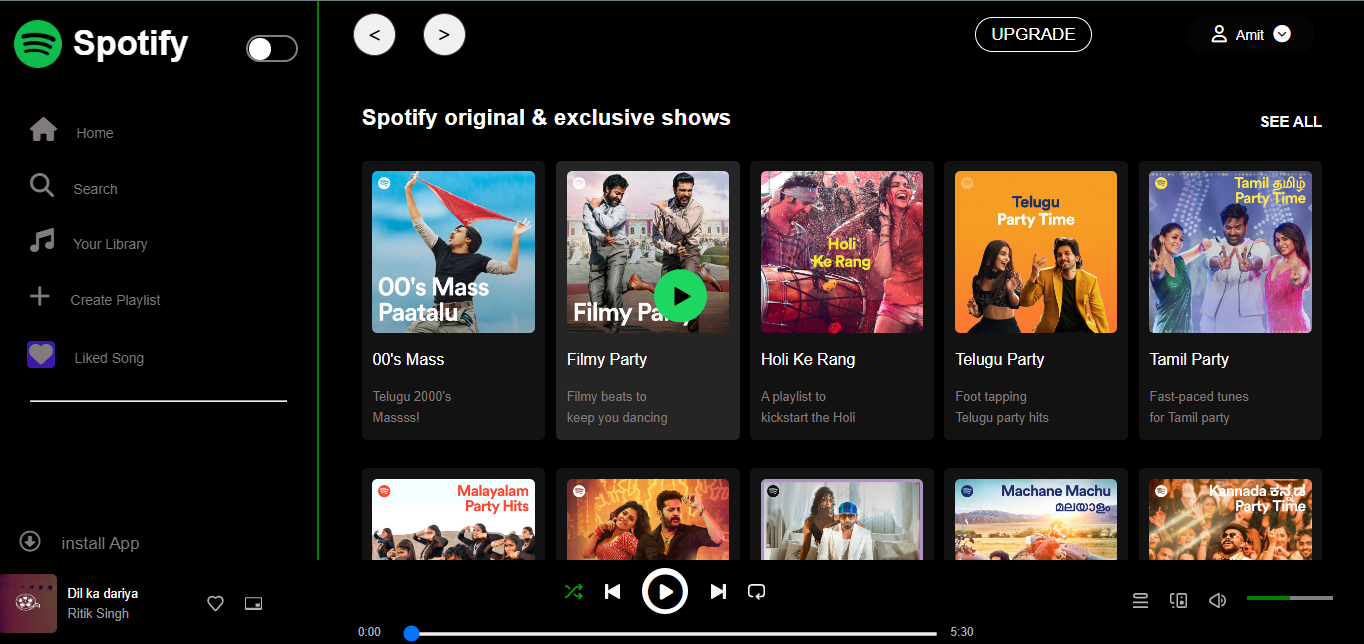 Spotify
Home
Search
Your Library
Create Playlist
Liked Song
install App
<
>
UPGRADE
Amit
Spotify original & exclusive shows
SEE ALL
00's Mass
Paatalu
00's Mass
Telugu 2000's
Massss!
Filmy Party
Filmy Party
Filmy beats to
keep you dancing
Holi
Ke Rang
Holi Ke Rang
A playlist to
kickstart the Holi
Telugu
Party Time
Telugu Party
Foot tapping
Telugu party hits
Tamil தமிழ்
Party Time
Tamil Party
Fast-paced tunes
for Tamil party
Malayalam
Party Hits
Machane Machu
മലയാളം
Kannada ಕನ್ನಡ
Party Time
Dil ka dariya
Ritik Singh
0:00
5:30